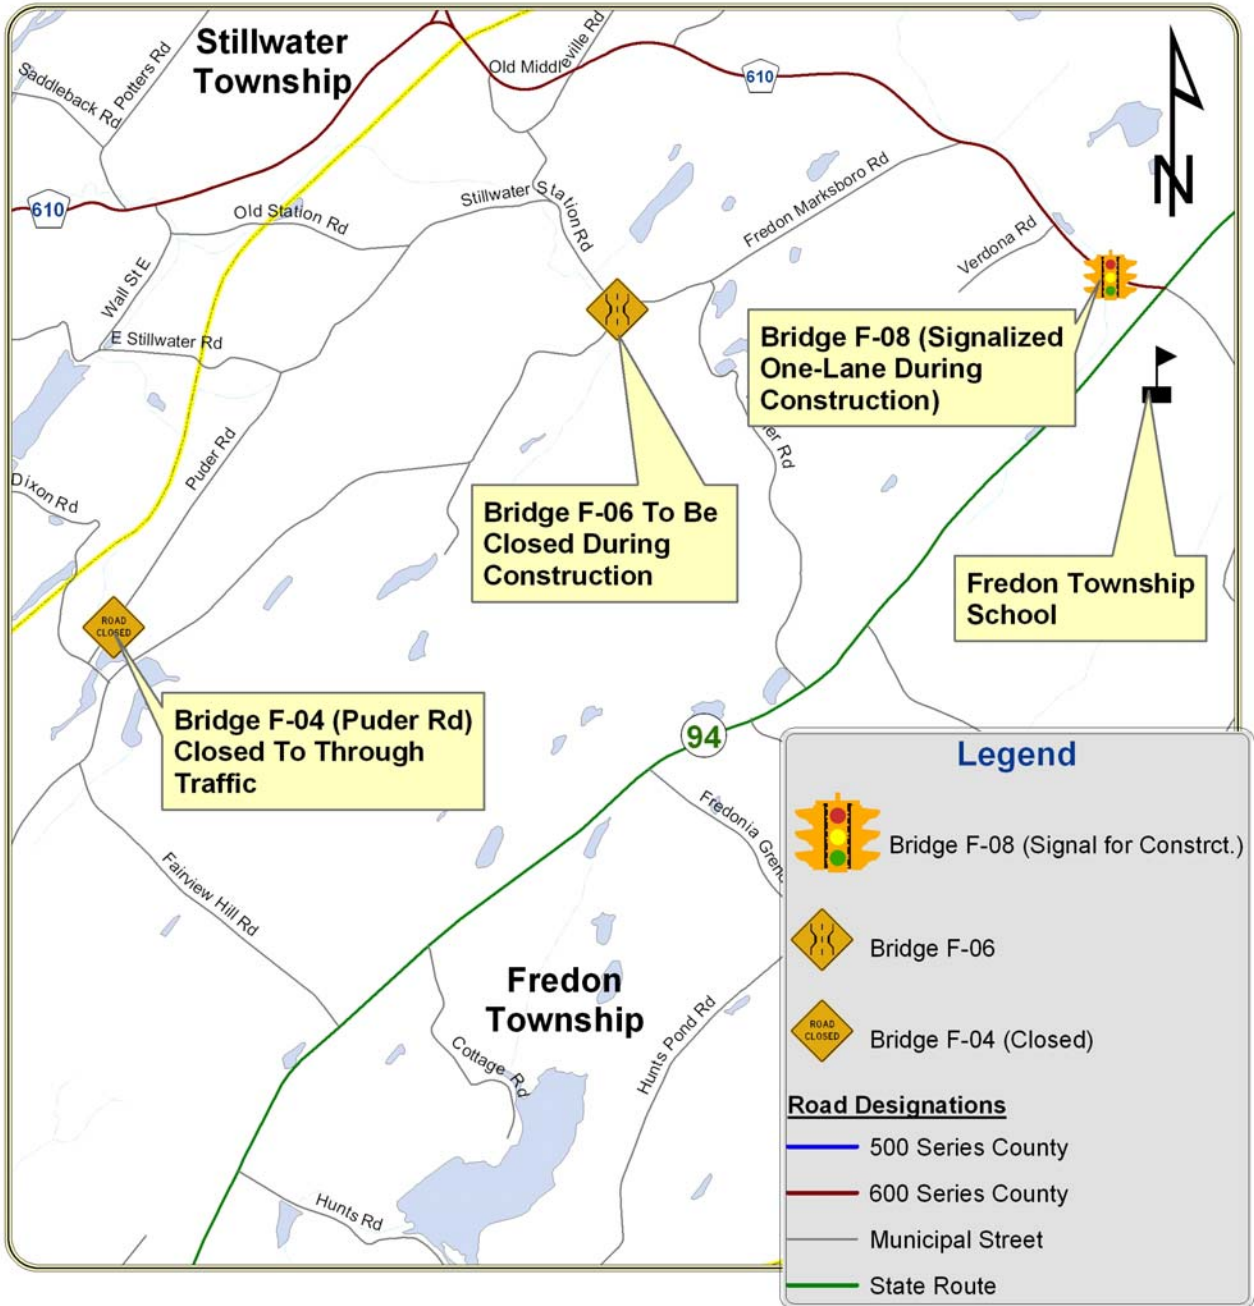 Stillwater
Township
Saddleback Rd
Potters Rd
Old Middleville Rd
610
610
Old Station Rd
Stillwater Station Rd
Fredon Marksboro Rd
Verdona Rd
N
Wall St E
E Stillwater Rd
Bridge F-08 (Signalized
One-Lane During
Construction)
Puder Rd
Dixon Rd
er Rd
Bridge F-06 To Be
Closed During
Construction
Fredon Township
School
ROAD
CLOSED
Bridge F-04 (Puder Rd)
Closed To Through
Traffic
94
Fredonia
Fairview Hill Rd
Fredon
Township
Cottage Rd
Hunts Pond Rd
Hunts Rd
Legend
Bridge F-08 (Signal for Constrct.)
Bridge F-06
ROAD
CLOSED
Bridge F-04 (Closed)
Road Designations
500 Series County
600 Series County
Municipal Street
State Route